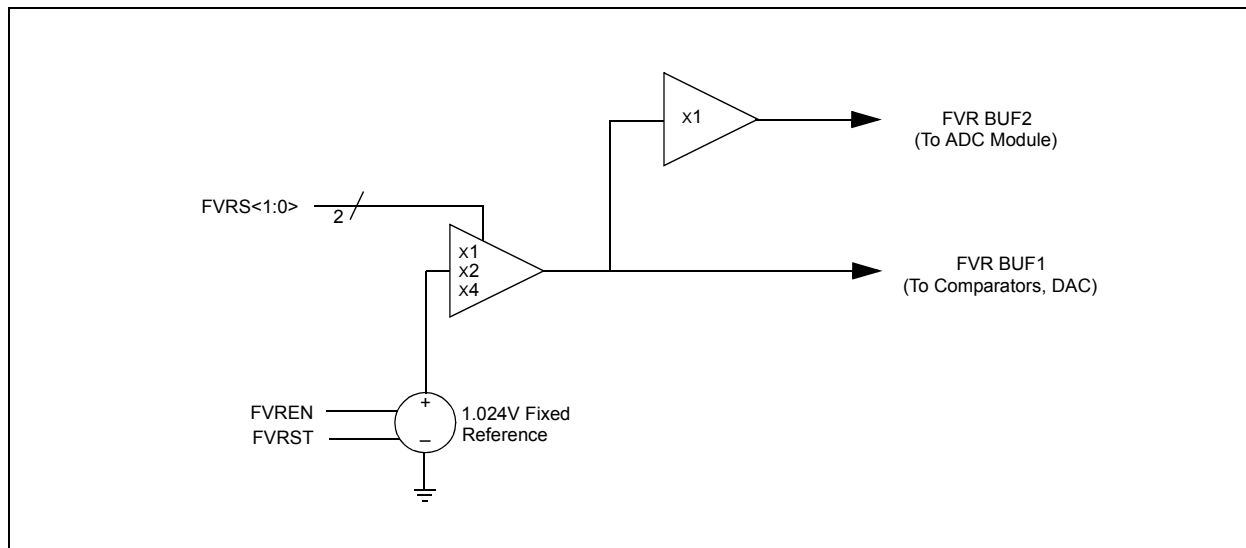 x1
FVR BUF2
(To ADC Module)
FVRS<1:0>
2
x1
x2
x4
FVR BUF1
(To Comparators, DAC)
FVREN
FVRST
+
–
1.024V Fixed
Reference